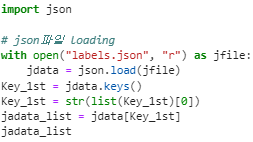 import json

# json파일 loading
with open("labels.json", "r") as jfile:
    jdata = json.load(jfile)
Key_1st = jdata.keys()
Key_1st = str(list(Key_1st)[0])
jadata_list = jdata[Key_1st]
jadata_list